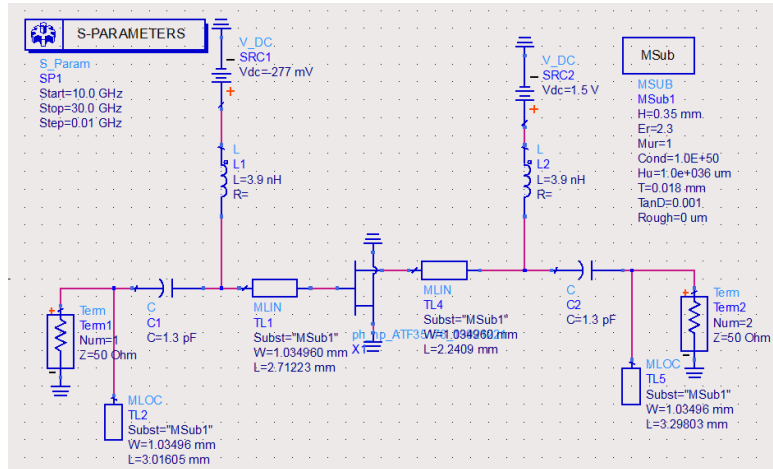 S-PARAMETERS
S_Param
SP1
Start=10.0 GHz
Stop=30.0 GHz
Step=0.01 GHz
V_DC
SRC1
Vdc=-277 mV
V_DC
SRC2
Vdc=1.5 V
MSub
MSUB
MSub1
H=0.35 mm
Er=2.3
Mur=1
Cond=1.0E+50
Hu=1.0e+036 um
T=0.018 mm
TanD=0.001
Rough=0 um
L
L1
L=3.9 nH
R=
L
L2
L=3.9 nH
R=
Term
Term1
Num=1
Z=50 Ohm
C
C1
C=1.3 pF
MLIN
TL1
Subst="MSub1"
W=1.034960 mm
L=2.71223 mm
X1
MLIN
TL4
Subst="MSub1"
W=1.034960 mm
L=2.2409 mm
C
C2
C=1.3 pF
Term
Term2
Num=2
Z=50 Ohm
MLOC
TL2
Subst="MSub1"
W=1.03496 mm
L=3.01605 mm
MLOC
TL5
Subst="MSub1"
W=1.03496 mm
L=3.29803 mm